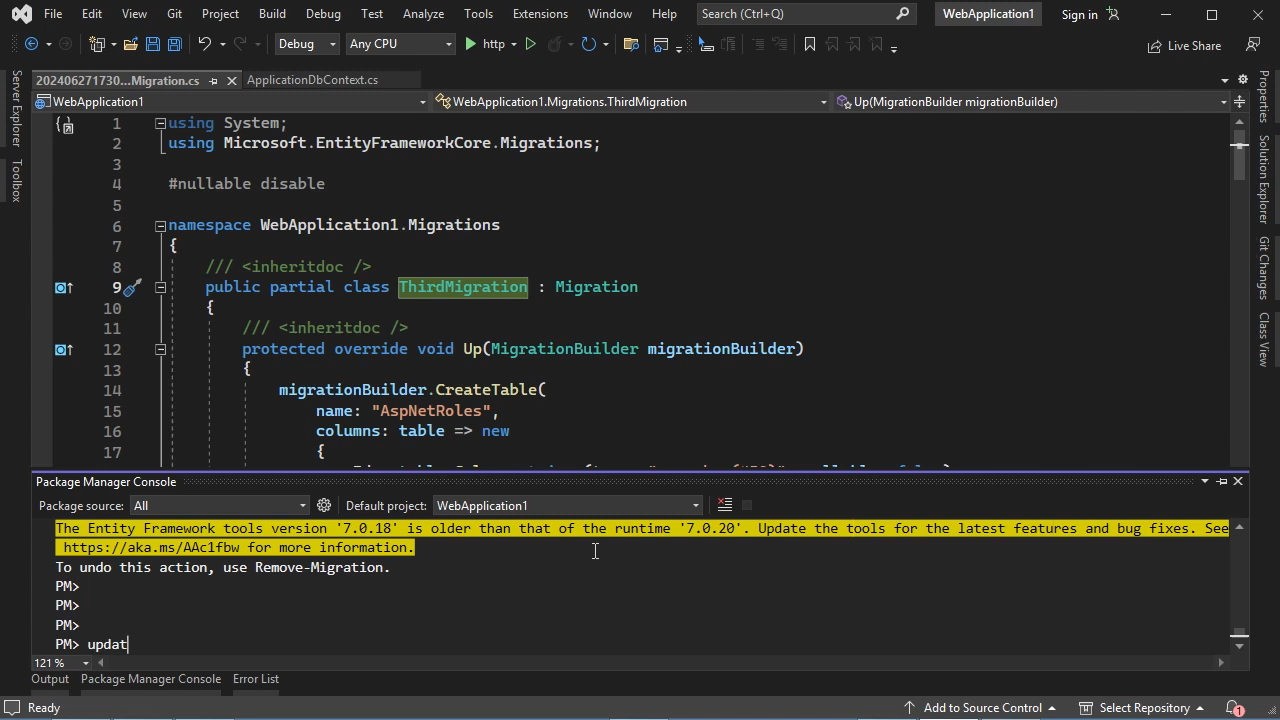 File Edit View Git Project Build Debug Test Analyze Tools Extensions Window Help Search (Ctrl+Q) WebApplication1 Sign in
Debug Any CPU http Live Share
202406271730...Migration.cs ApplicationDbContext.cs
WebApplication1 WebApplication1.Migrations.ThirdMigration Up(MigrationBuilder migrationBuilder)
Server Explorer
Toolbox
Properties
Solution Explorer
Git Changes
Class View
1 using System;
2 using Microsoft.EntityFrameworkCore.Migrations;
3
4 #nullable disable
5
6 namespace WebApplication1.Migrations
7 {
8 /// <inheritdoc />
9 public partial class ThirdMigration : Migration
10 {
11 /// <inheritdoc />
12 protected override void Up(MigrationBuilder migrationBuilder)
13 {
14 migrationBuilder.CreateTable(
15 name: "AspNetRoles",
16 columns: table => new
17 {
Package Manager Console
Package source: All Default project: WebApplication1
The Entity Framework tools version '7.0.18' is older than that of the runtime '7.0.20'. Update the tools for the latest features and bug fixes. See
https://aka.ms/AAc1fbw for more information.
To undo this action, use Remove-Migration.
PM>
PM>
PM>
PM> updat
121 %
Output Package Manager Console Error List
Ready Add to Source Control Select Repository 1